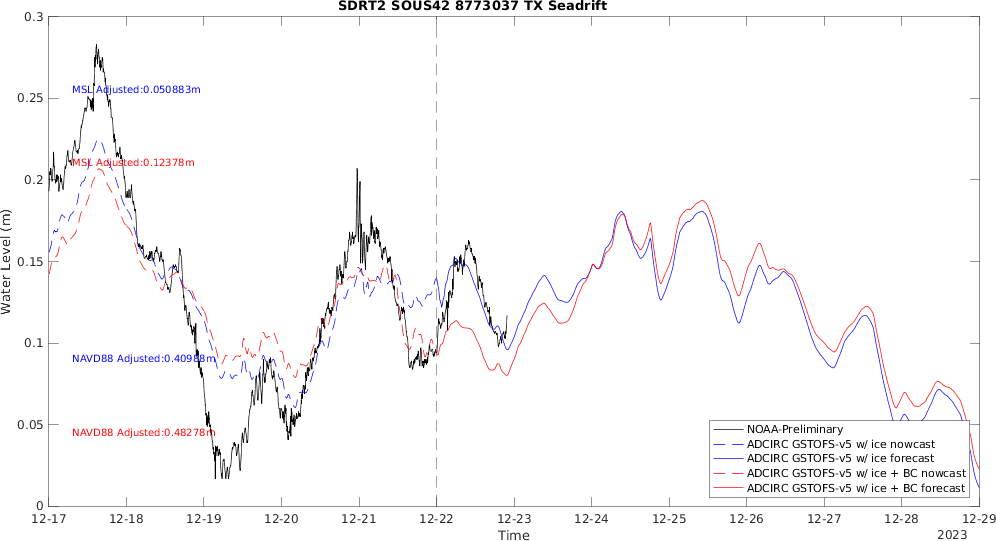 SDRT2 SOUS42 8773037 TX Seadrift
0.3
0.25
0.2
0.15
0.1
0.05
0
Water Level (m)
MSL Adjusted:0.050883m
MSL Adjusted:0.12378m
NAVD88 Adjusted:0.40988m
NAVD88 Adjusted:0.48278m
NOAA-Preliminary
ADCIRC GSTOFS-v5 w/ ice nowcast
ADCIRC GSTOFS-v5 w/ ice forecast
ADCIRC GSTOFS-v5 w/ ice + BC nowcast
ADCIRC GSTOFS-v5 w/ ice + BC forecast
12-17 12-18 12-19 12-20 12-21 12-22 12-23 12-24 12-25 12-26 12-27 12-28 12-29
Time
2023